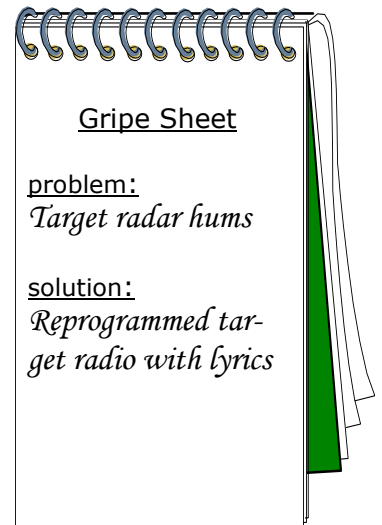 Gripe Sheet
problem:
Target radar hums
solution:
Reprogrammed tar-
get radio with lyrics